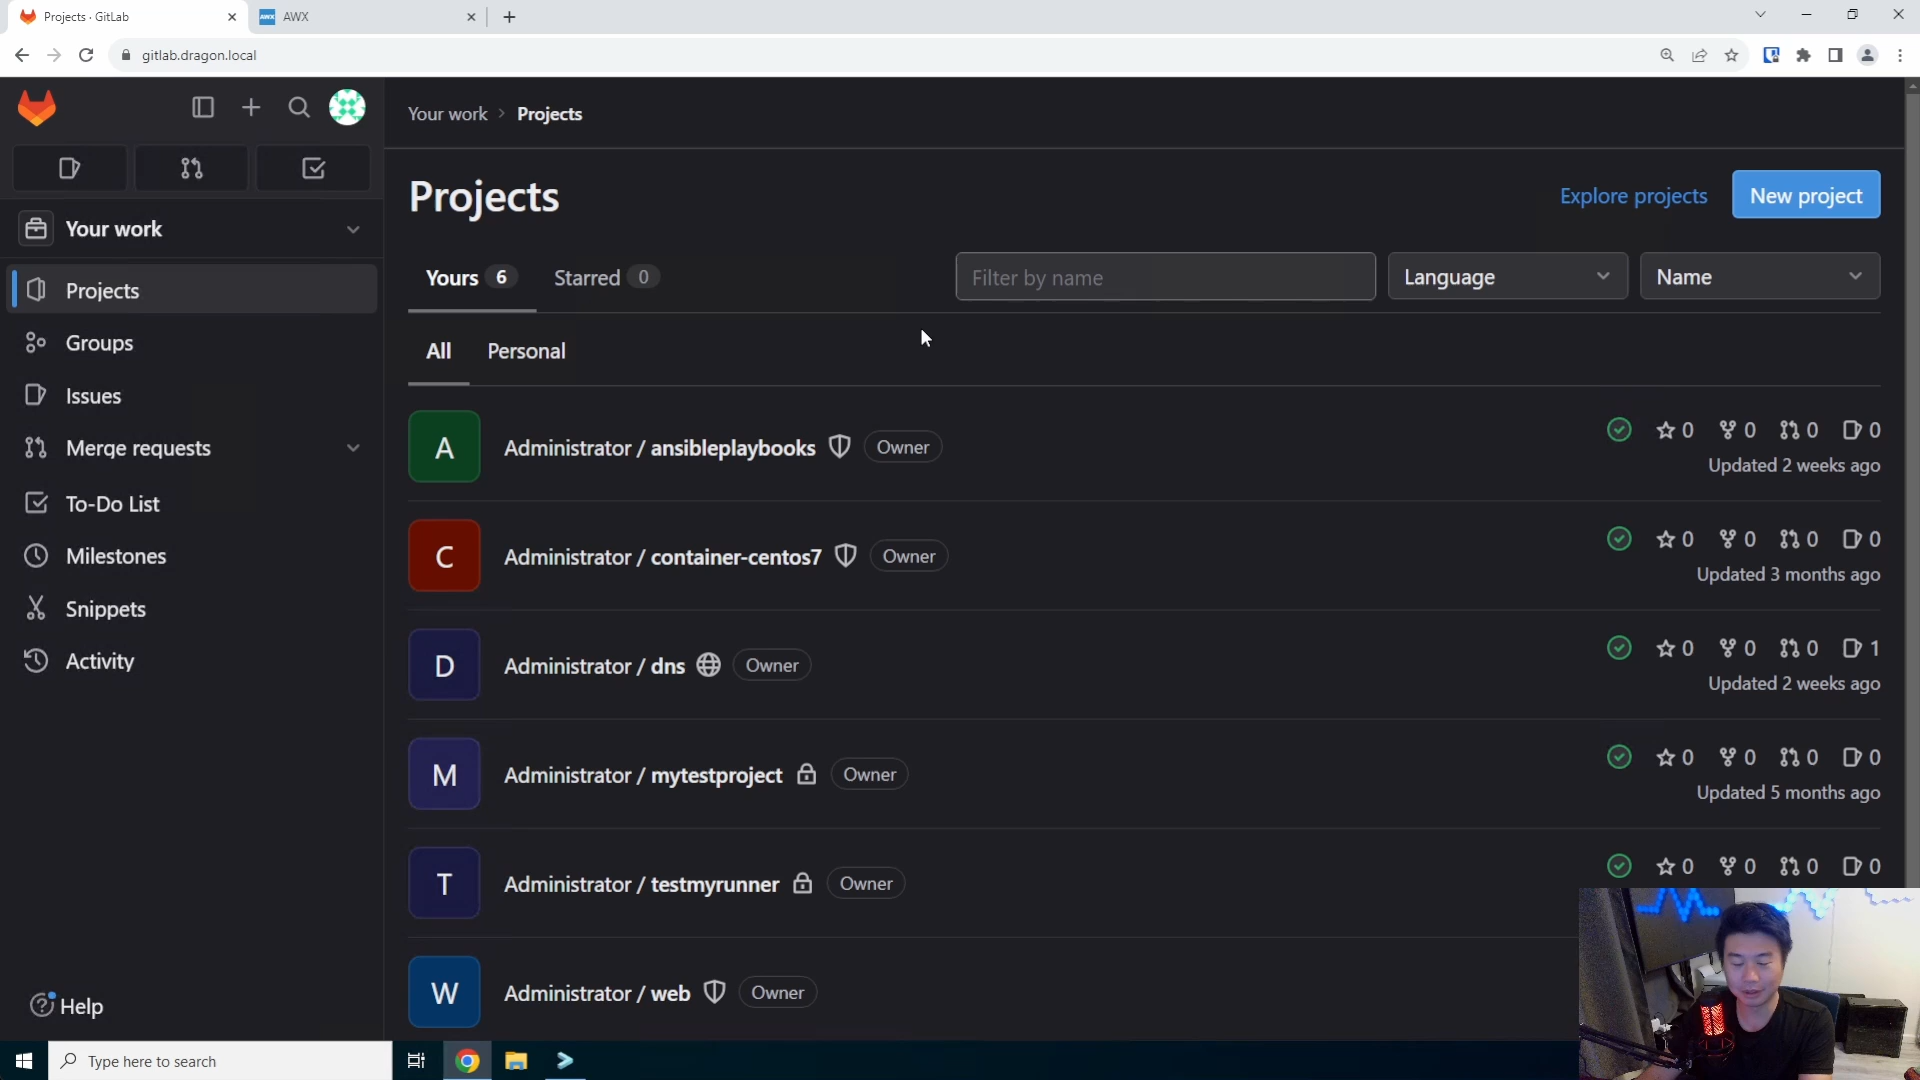 Projects · GitLab
AWX
AWX
gitlab.dragon.local
Your work > Projects
Your work
Projects
Explore projects
New project
Yours 6
Starred 0
Filter by name
Language
Name
Projects
Groups
Issues
Merge requests
To-Do List
Milestones
Snippets
Activity
Help
All
Personal
A
Administrator / ansibleplaybooks
Owner
0 0 0 0
Updated 2 weeks ago
C
Administrator / container-centos7
Owner
0 0 0 0
Updated 3 months ago
D
Administrator / dns
Owner
0 0 0 1
Updated 2 weeks ago
M
Administrator / mytestproject
Owner
0 0 0 0
Updated 5 months ago
T
Administrator / testmyrunner
Owner
0 0 0 0
W
Administrator / web
Owner
Type here to search